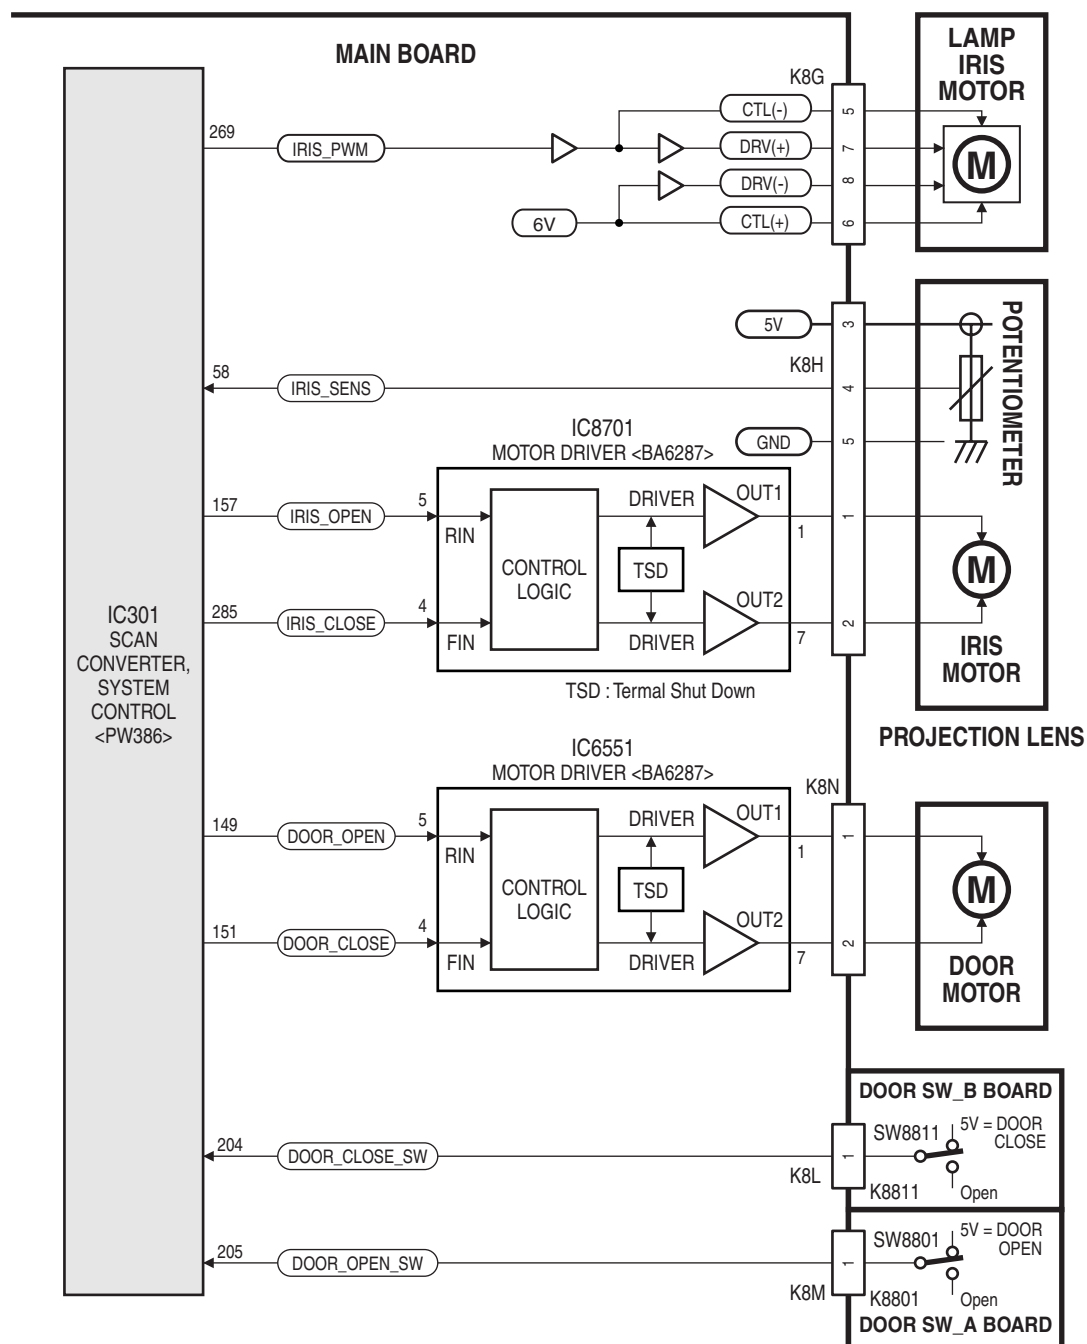 MAIN BOARD
K8G
LAMP
IRIS
MOTOR
269
IRIS_PWM
CTL(-)
5
DRV(+)
7
M
DRV(-)
8
6V
CTL(+)
6
5V
3
POTENTIOMETER
K8H
58
IRIS_SENS
4
GND
5
IC8701
MOTOR DRIVER <BA6287>
157
IRIS_OPEN
5
RIN
DRIVER
OUT1
1
1
CONTROL
LOGIC
TSD
M
285
IRIS_CLOSE
4
FIN
DRIVER
OUT2
7
2
IRIS
MOTOR
TSD : Termal Shut Down
IC301
SCAN
CONVERTER,
SYSTEM
CONTROL
<PW386>
PROJECTION LENS
IC6551
MOTOR DRIVER <BA6287>
K8N
149
DOOR_OPEN
5
RIN
DRIVER
OUT1
1
1
CONTROL
LOGIC
TSD
M
151
DOOR_CLOSE
4
FIN
DRIVER
OUT2
7
2
DOOR
MOTOR
DOOR SW_B BOARD
204
DOOR_CLOSE_SW
1
K8L
SW8811
5V = DOOR
CLOSE
K8811
Open
205
DOOR_OPEN_SW
1
K8M
SW8801
5V = DOOR
OPEN
K8801
Open
DOOR SW_A BOARD